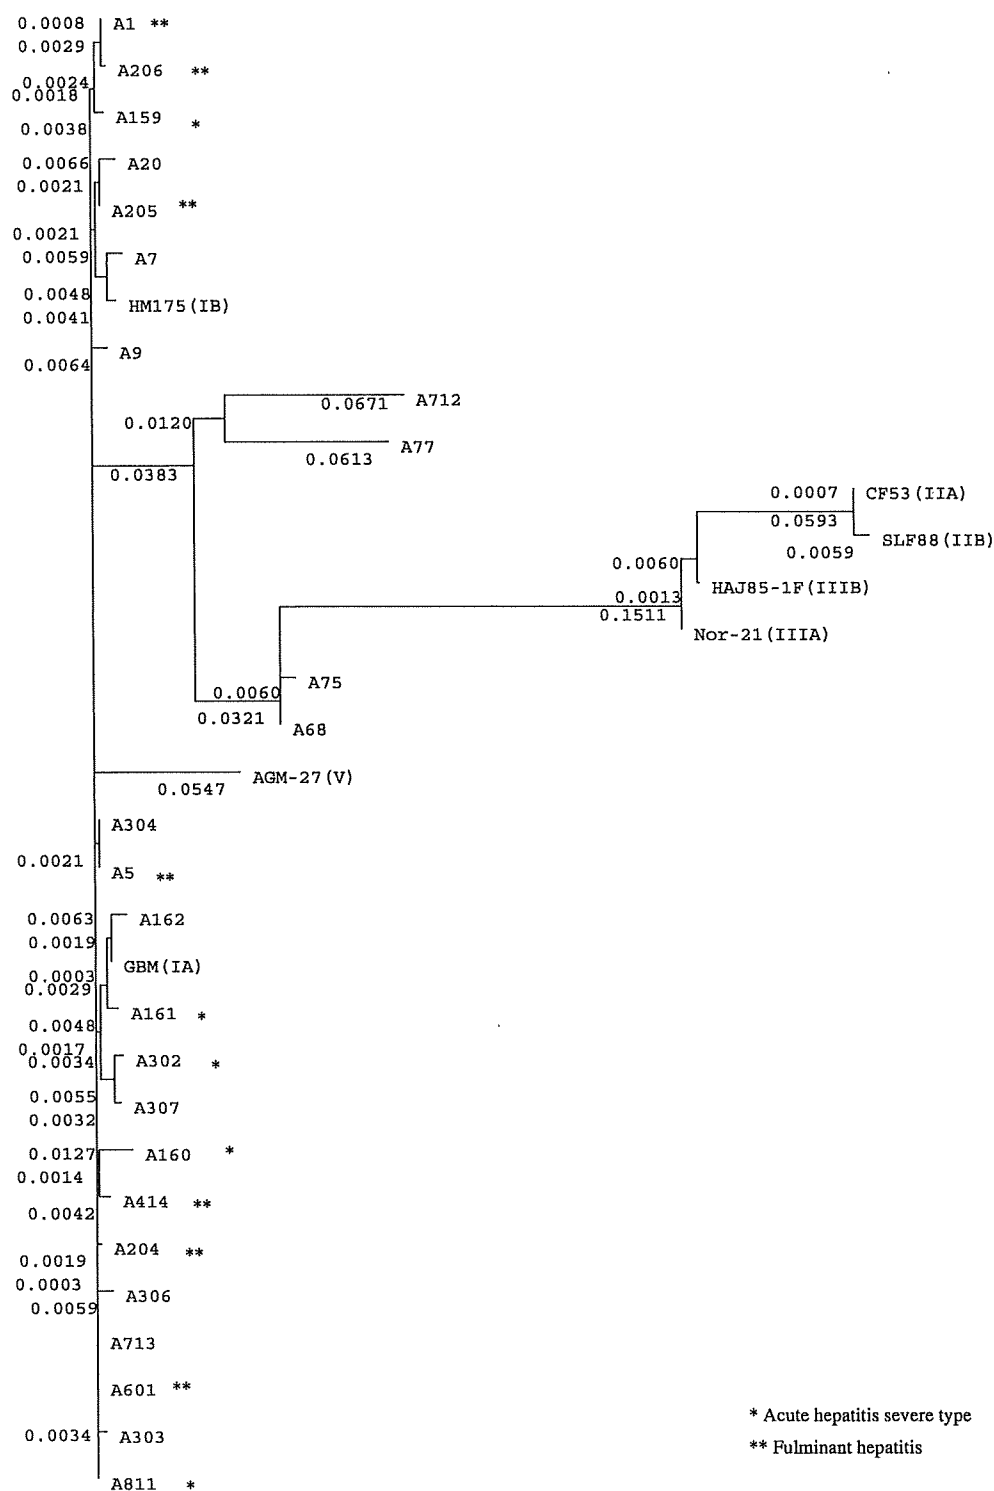 0.0008 A1 **
0.0029
A206 **
0.0024
0.0018
A159 *
0.0038
0.0066 A20
0.0021
A205 **
0.0021
0.0059 A7
0.0048
HM175(IB)
0.0041
A9
0.0064
0.0671 A712
0.0120
A77
0.0613
0.0383
0.0007 CF53(IIA)
0.0593
SLF88(IIB)
0.0059
0.0060
HAJ85-1F(IIIB)
0.0013
0.1511
Nor-21(IIIA)
A75
0.0060
0.0321
A68
AGM-27(V)
0.0547
A304
0.0021
A5 **
0.0063 A162
0.0019
GBM(IA)
0.0003
0.0029
A161 *
0.0048
0.0017
0.0034 A302 *
0.0055
A307
0.0032
0.0127 A160 *
0.0014
A414 **
0.0042
A204 **
0.0019
0.0003
A306
0.0059
A713
A601 **
0.0034 A303
A811 *
* Acute hepatitis severe type
** Fulminant hepatitis